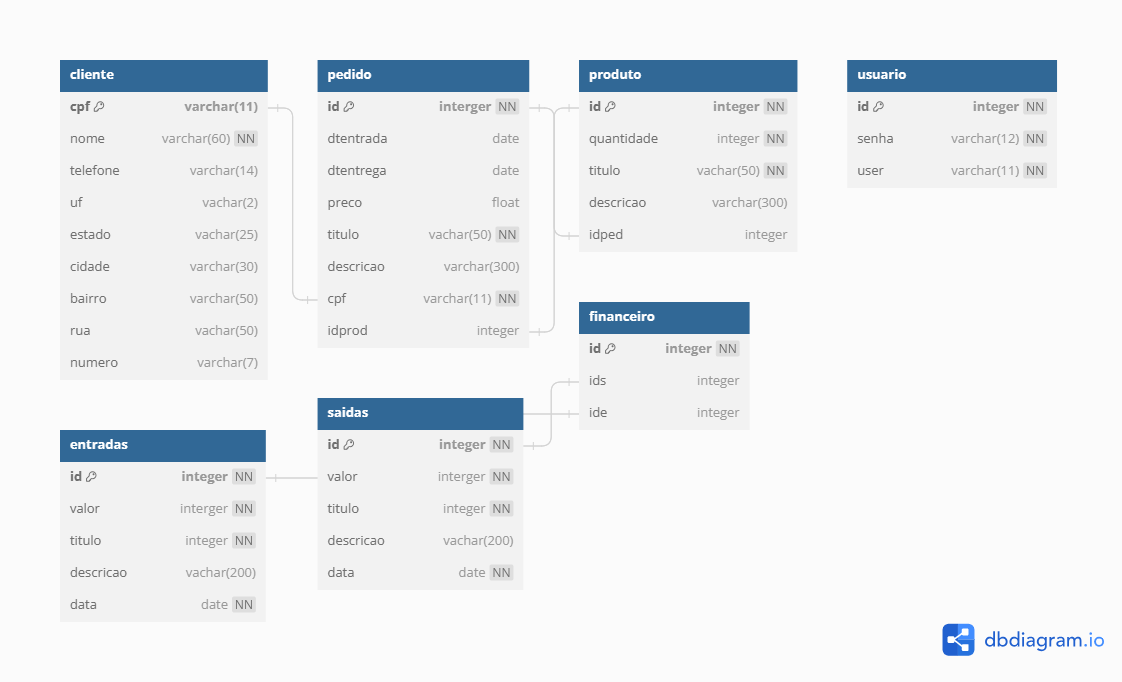 cliente
cpf varchar(11)
nome varchar(60) NN
telefone varchar(14)
uf vachar(2)
estado vachar(25)
cidade varchar(30)
bairro varchar(50)
rua vachar(50)
numero varchar(7)
pedido
id interger NN
dtentrada date
dtentrega date
preco float
titulo vachar(50) NN
descricao varchar(300)
cpf varchar(11) NN
idprod integer
produto
id integer NN
quantidade integer NN
titulo vachar(50) NN
descricao varchar(300)
idped integer
usuario
id integer NN
senha varchar(12) NN
user varchar(11) NN
financeiro
id integer NN
ids integer
ide integer
saidas
id integer NN
valor interger NN
titulo integer NN
descricao vachar(200)
data date NN
entradas
id integer NN
valor interger NN
titulo integer NN
descricao vachar(200)
data date NN
dbdiagram.io